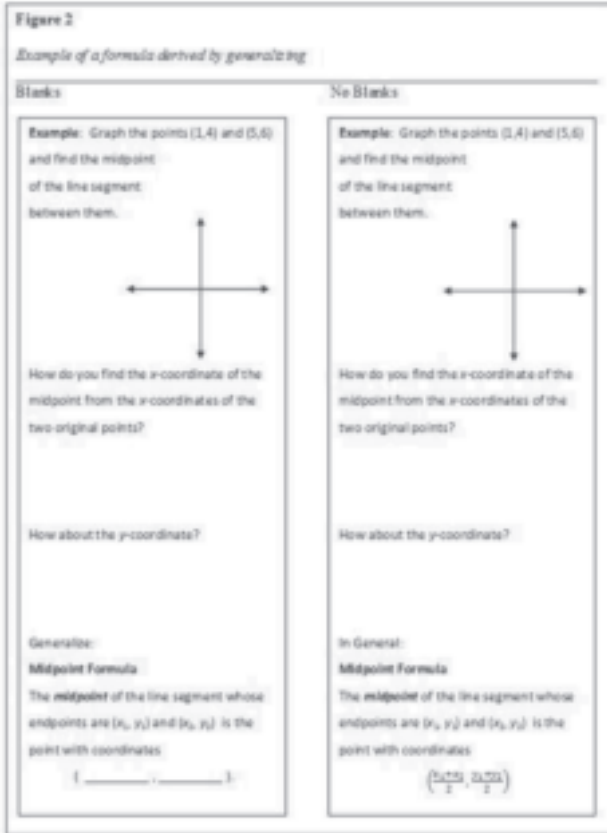 Figure 2
Example of a formula derived by generalizing
Blanks
No Blanks
Example: Graph the points (1,4) and (5,6)
and find the midpoint
of the line segment
between them.
How do you find the x-coordinate of the
midpoint from the x-coordinates of the
two original points?
How about the y-coordinate?
Generalize:
Midpoint Formula
The midpoint of the line segment whose
endpoints are (x₁, y₁) and (x₂, y₂) is the
point with coordinates
( ________ , ________ ).
Example: Graph the points (1,4) and (5,6)
and find the midpoint
of the line segment
between them.
How do you find the x-coordinate of the
midpoint from the x-coordinates of the
two original points?
How about the y-coordinate?
In General:
Midpoint Formula
The midpoint of the line segment whose
endpoints are (x₁, y₁) and (x₂, y₂) is the
point with coordinates
((x₁+x₂)/2, (y₁+y₂)/2)